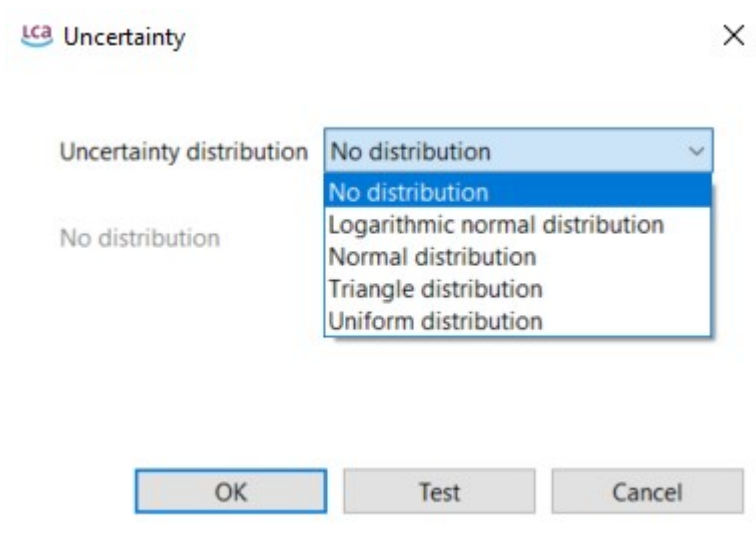 LCA Uncertainty
Uncertainty distribution No distribution
No distribution
Logarithmic normal distribution
Normal distribution
Triangle distribution
Uniform distribution
No distribution
OK Test Cancel